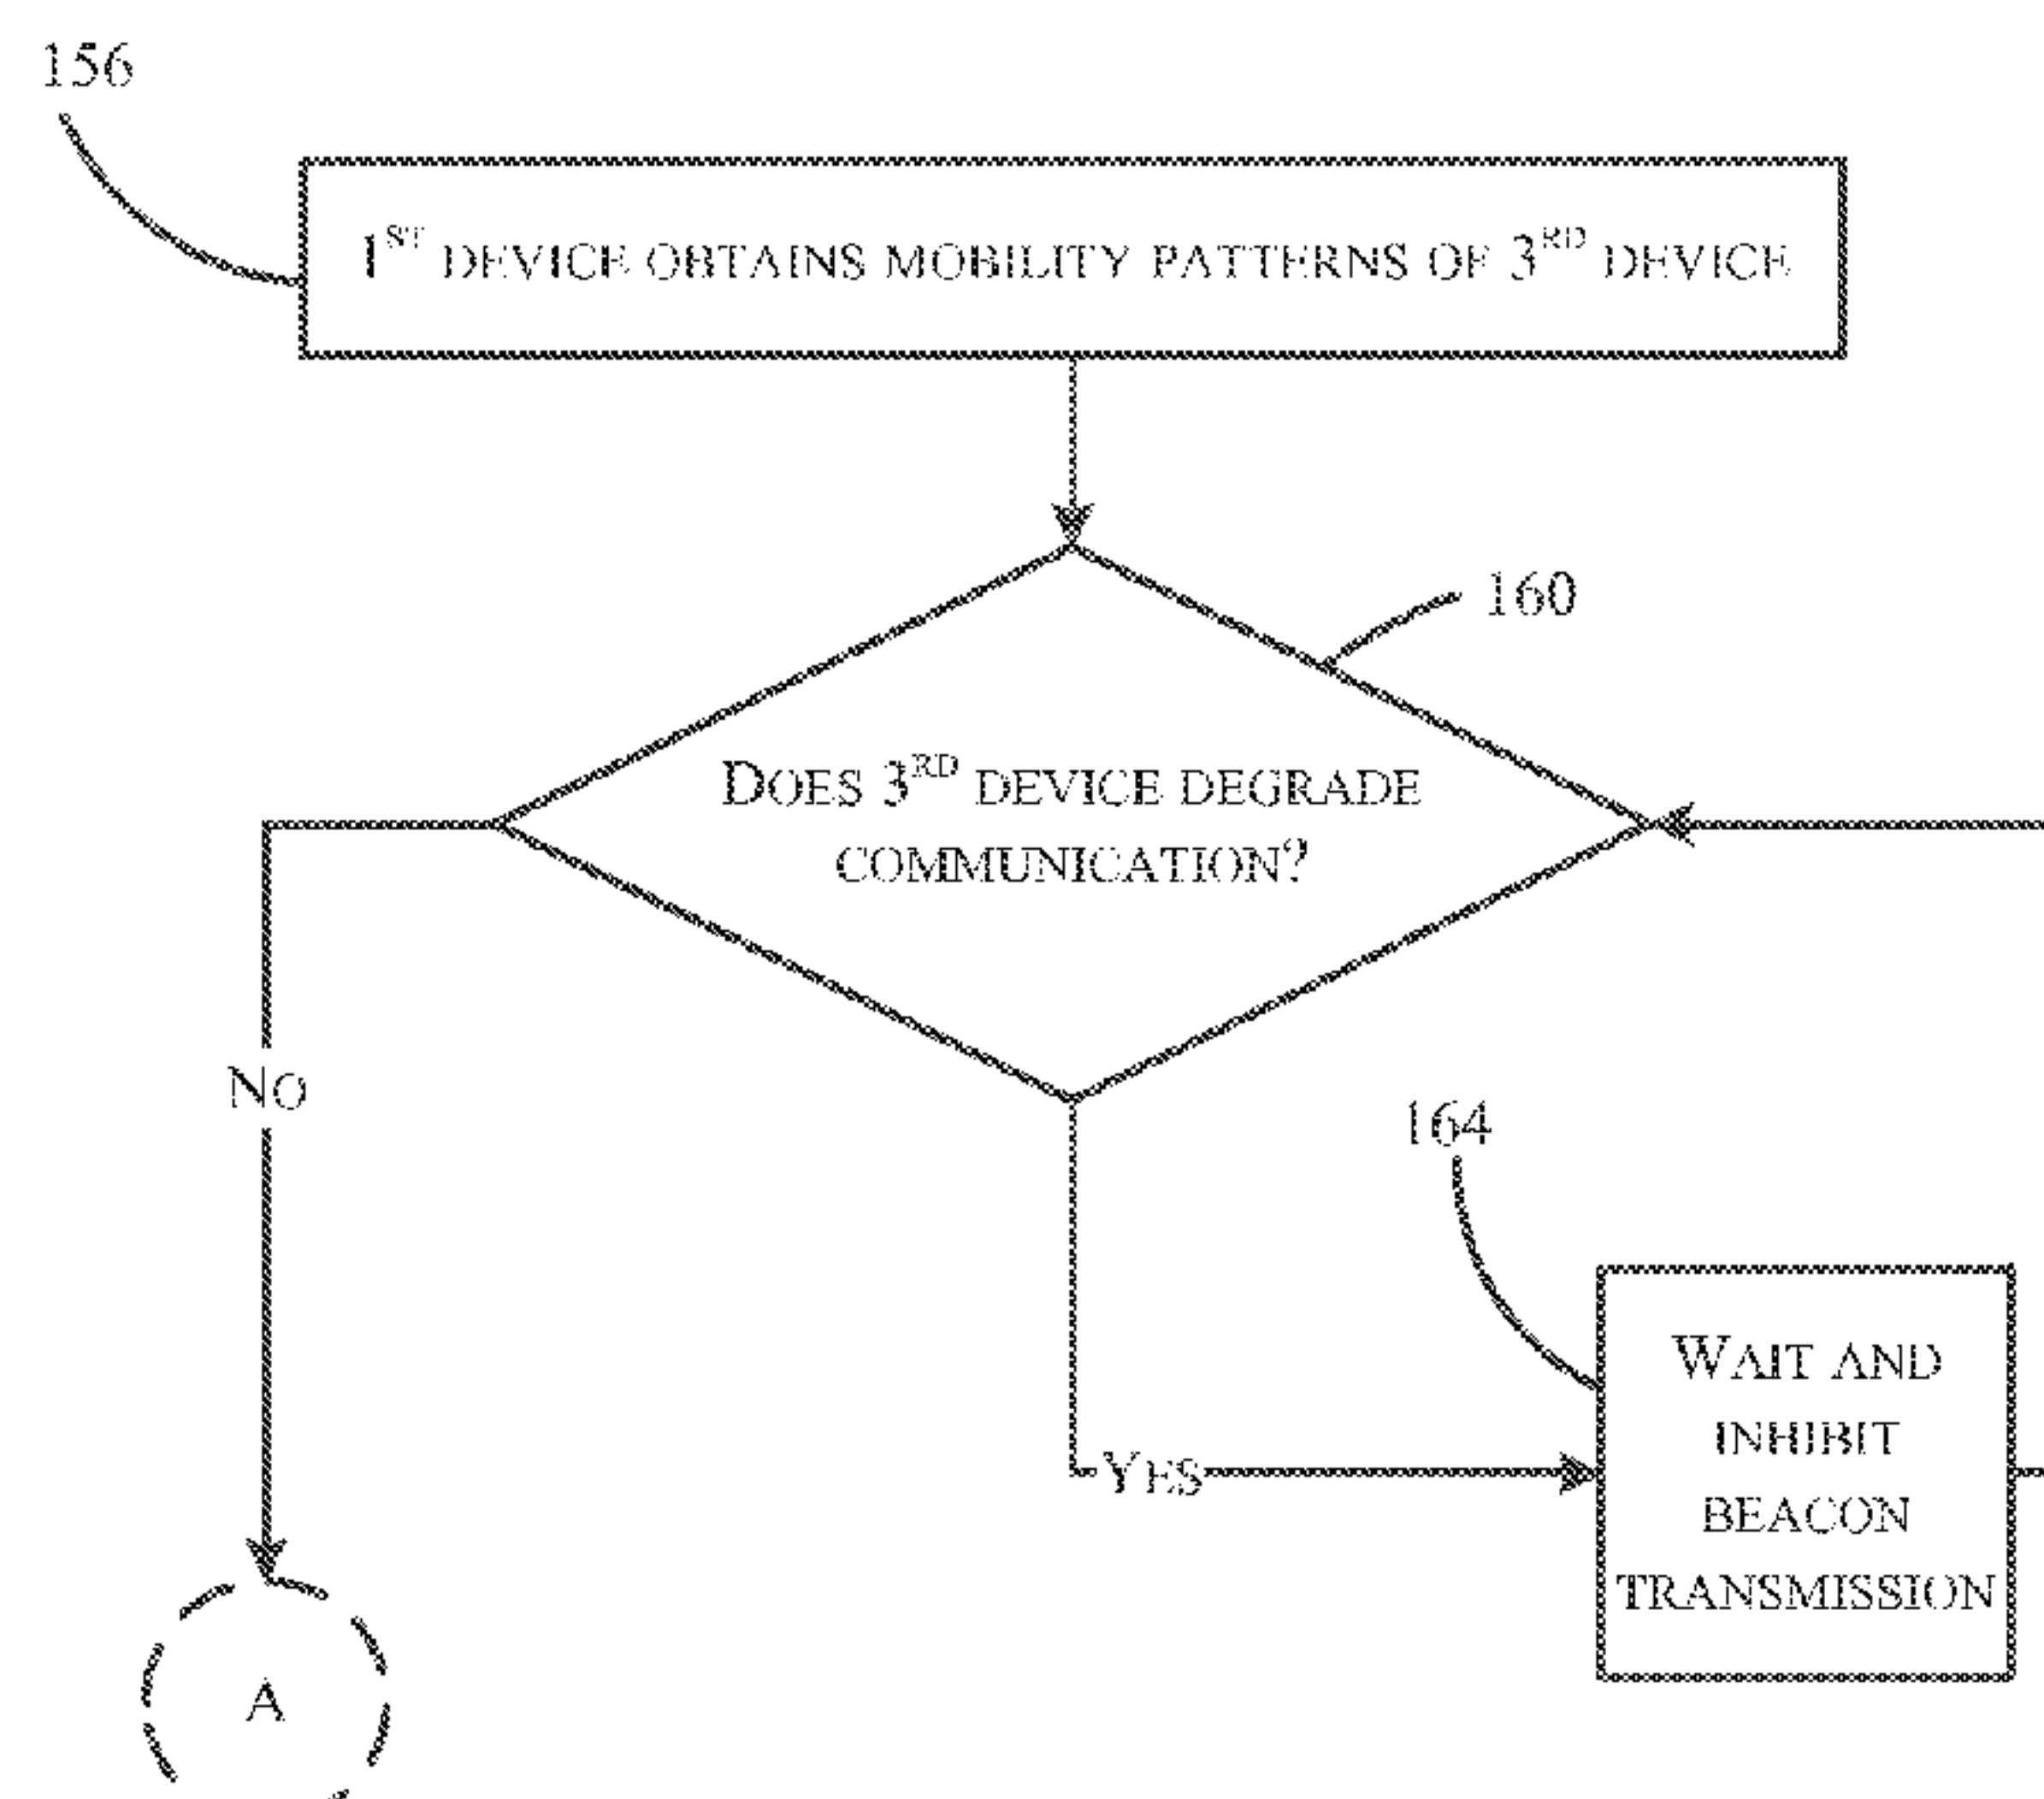 156
1ST DEVICE OBTAINS MOBILITY PATTERNS OF 3RD DEVICE
160
DOES 3RD DEVICE DEGRADE
COMMUNICATION?
NO
164
YES
WAIT AND
INHIBIT
BEACON
TRANSMISSION
A